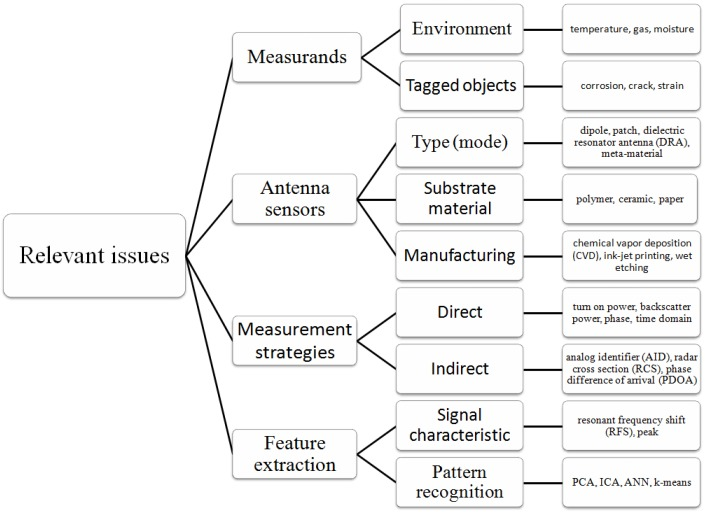 Relevant issues
Measurands
Environment
temperature, gas, moisture
Tagged objects
corrosion, crack, strain
Antenna
sensors
Type (mode)
dipole, patch, dielectric
resonator antenna (DRA),
meta-material
Substrate
material
polymer, ceramic, paper
Manufacturing
chemical vapor deposition
(CVD), ink-jet printing, wet
etching
Measurement
strategies
Direct
turn on power, backscatter
power, phase, time domain
Indirect
analog identifier (AID), radar
cross section (RCS), phase
difference of arrival (PDOA)
Feature
extraction
Signal
characteristic
resonant frequency shift
(RFS), peak
Pattern
recognition
PCA, ICA, ANN, k-means